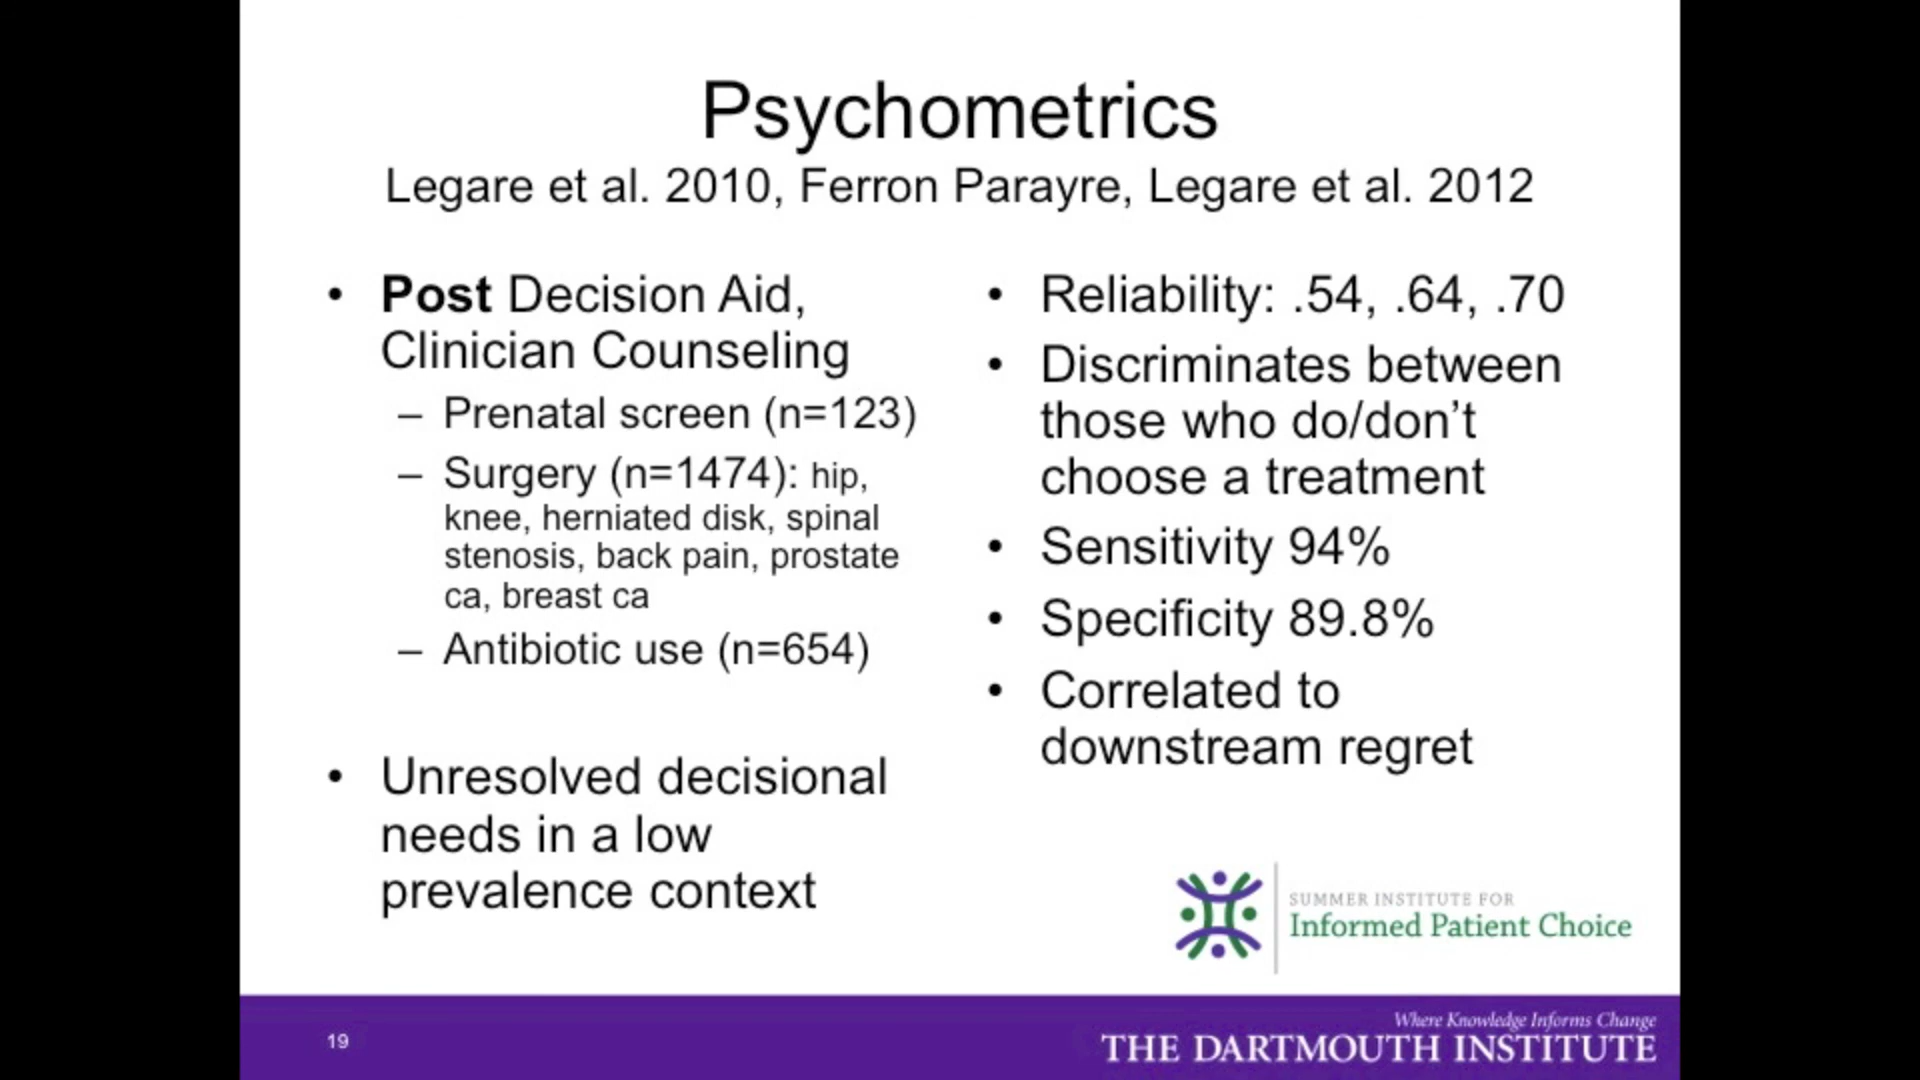 Psychometrics
Legare et al. 2010, Ferron Parayre, Legare et al. 2012
• Post Decision Aid,
Clinician Counseling
– Prenatal screen (n=123)
– Surgery (n=1474): hip,
knee, herniated disk, spinal
stenosis, back pain, prostate
ca, breast ca
– Antibiotic use (n=654)
• Unresolved decisional
needs in a low
prevalence context
• Reliability: .54, .64, .70
• Discriminates between
those who do/don’t
choose a treatment
• Sensitivity 94%
• Specificity 89.8%
• Correlated to
downstream regret
SUMMER INSTITUTE FOR
Informed Patient Choice
19
Where Knowledge Informs Change
THE DARTMOUTH INSTITUTE